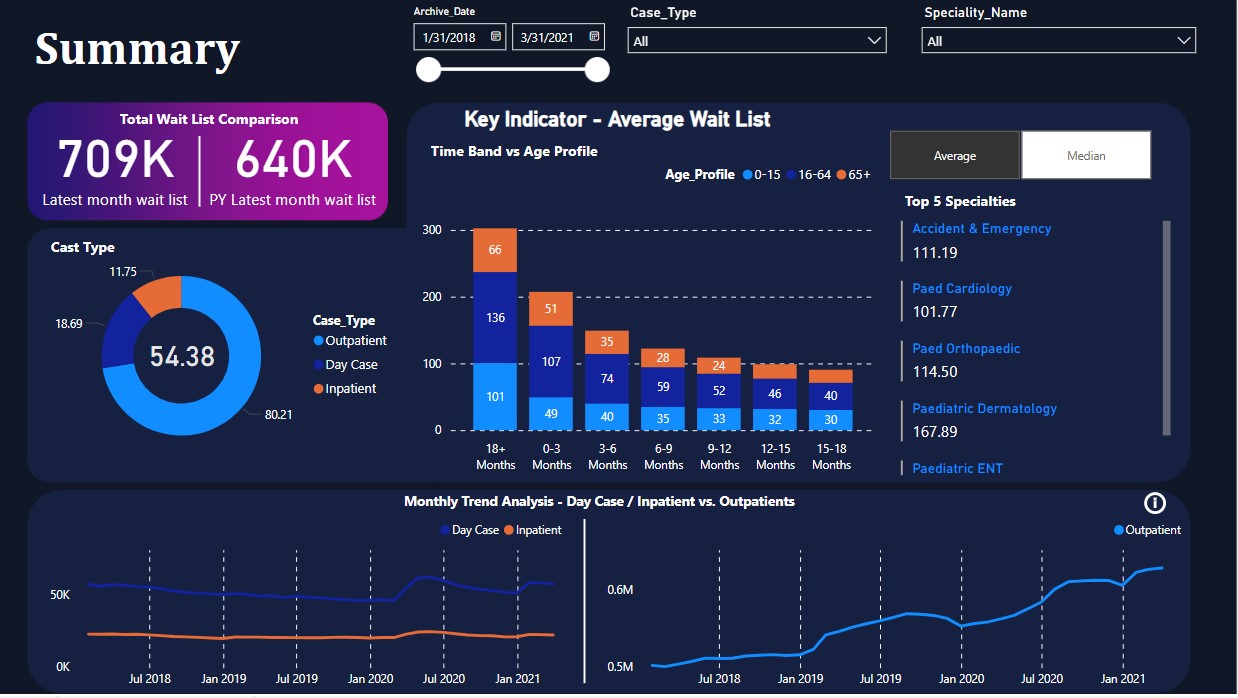 Summary
Archive_Date
1/31/2018 3/31/2021
Case_Type
All
Speciality_Name
All
Total Wait List Comparison
709K 640K
Latest month wait list PY Latest month wait list
Cast Type
11.75
18.69
54.38
80.21
Case_Type
Outpatient
Day Case
Inpatient
Key Indicator - Average Wait List
Time Band vs Age Profile
Age_Profile 0-15 16-64 65+
300
200
100
0
66
136
101
51
107
49
35
74
40
28
59
35
24
52
33
46
32
40
30
18+ 0-3 3-6 6-9 9-12 12-15 15-18
Months Months Months Months Months Months Months
Average Median
Top 5 Specialties
Accident & Emergency
111.19
Paed Cardiology
101.77
Paed Orthopaedic
114.50
Paediatric Dermatology
167.89
Paediatric ENT
Monthly Trend Analysis - Day Case / Inpatient vs. Outpatients
i
Day Case Inpatient
50K
0K
Jul 2018 Jan 2019 Jul 2019 Jan 2020 Jul 2020 Jan 2021
Outpatient
0.6M
0.5M
Jul 2018 Jan 2019 Jul 2019 Jan 2020 Jul 2020 Jan 2021